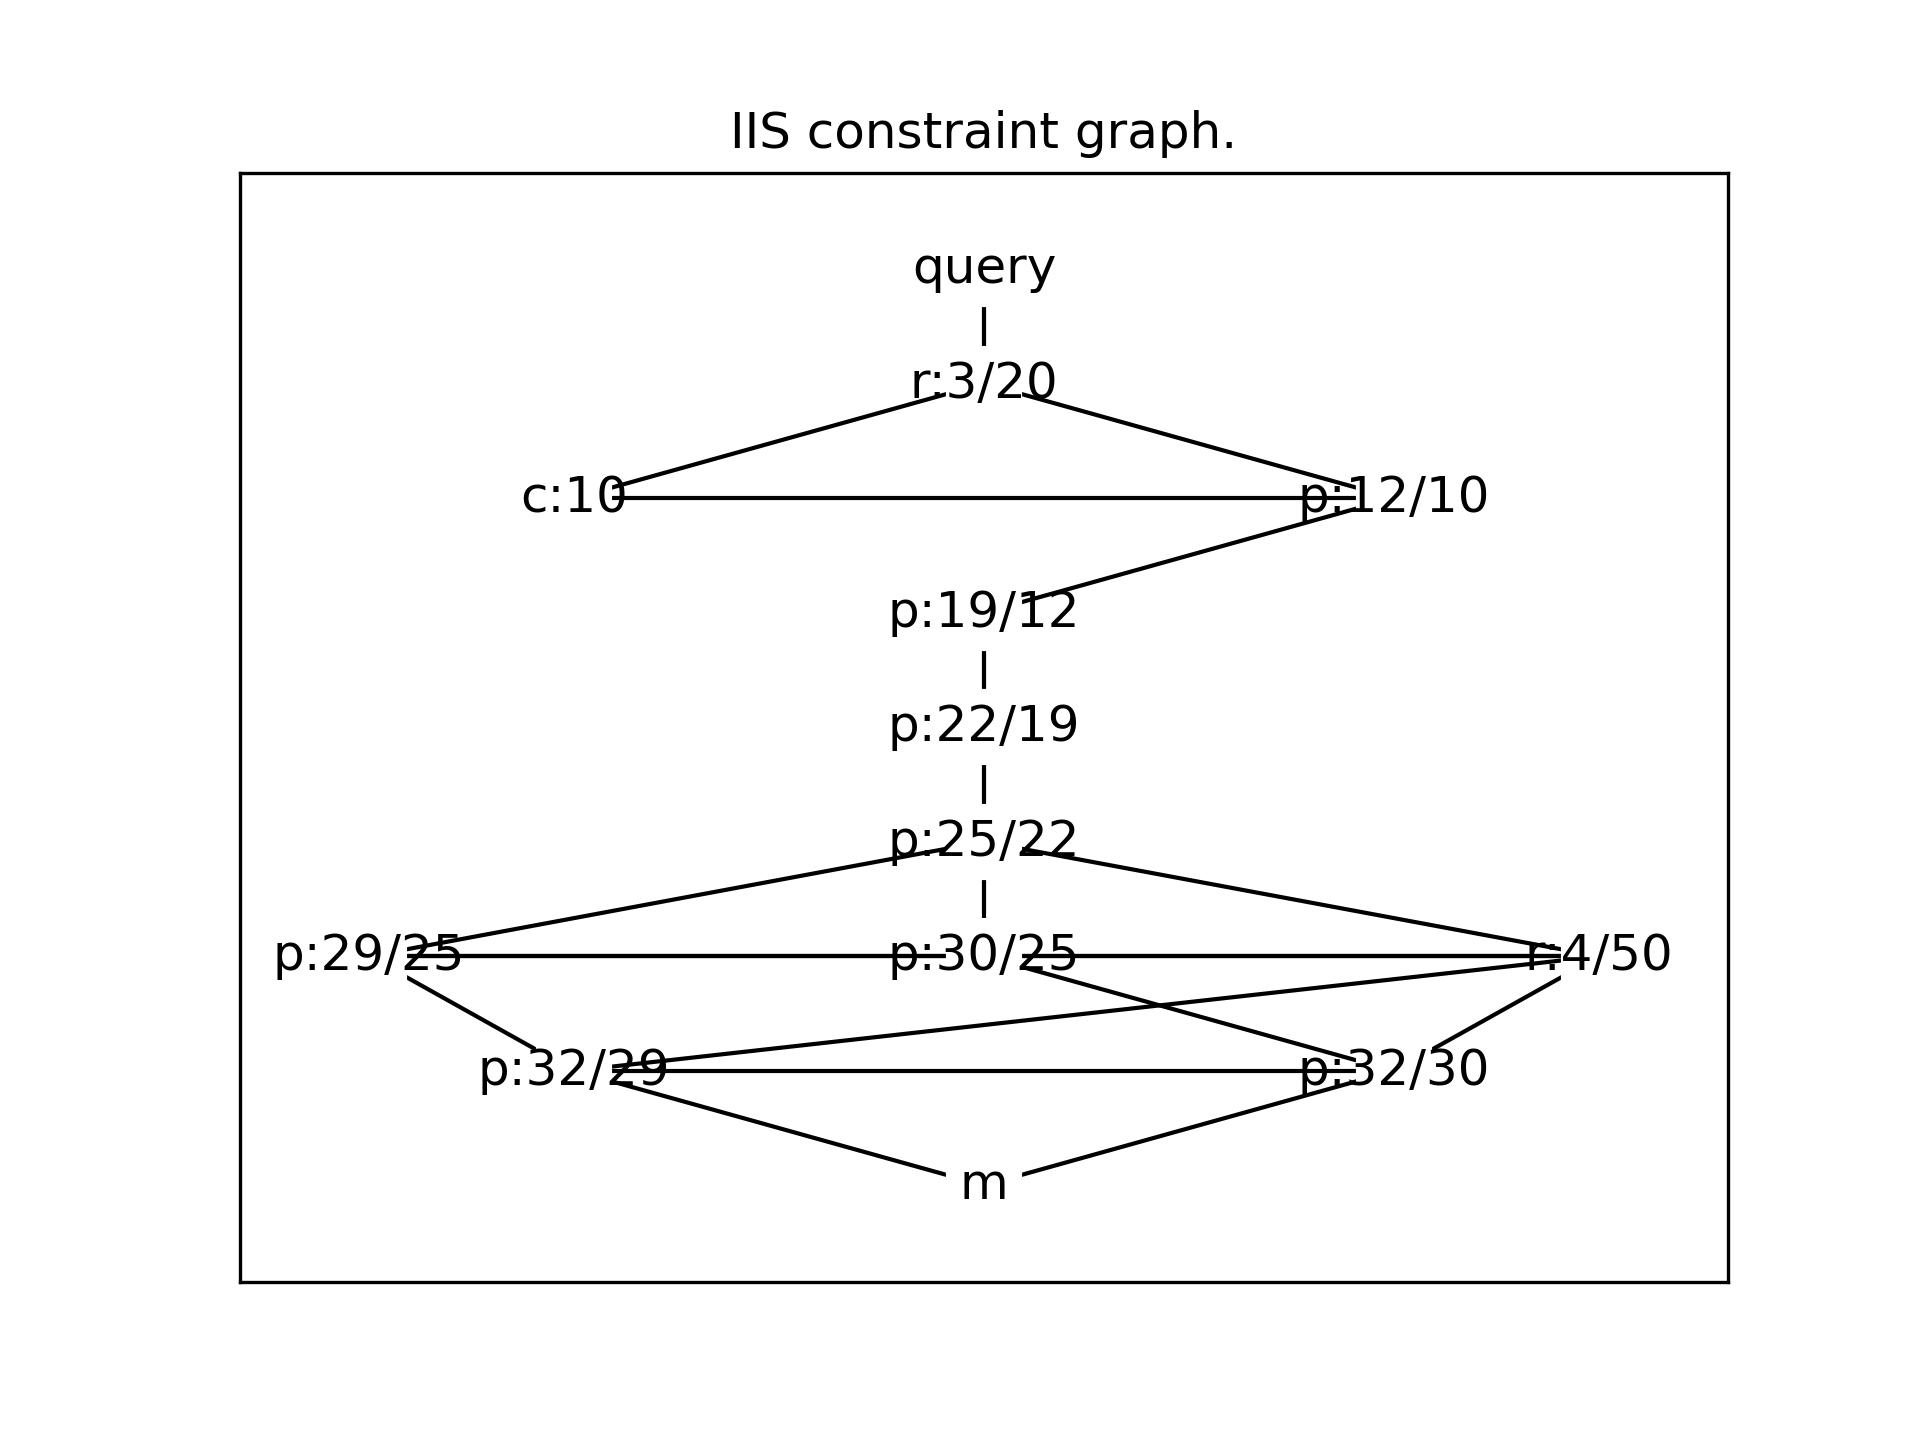 IIS constraint graph.
query
r:3/20
c:10 p:12/10
p:19/12
p:22/19
p:25/22
p:29/25 p:30/25 r:4/50
p:32/29 p:32/30
m